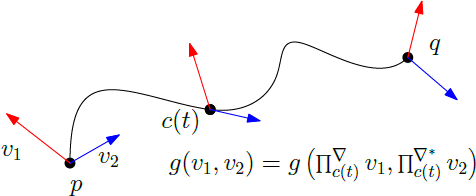 q
c(t)
v₁ v₂
g(v₁, v₂) = g(∏^∇_{c(t)} v₁, ∏^{∇*}_{c(t)} v₂)
p